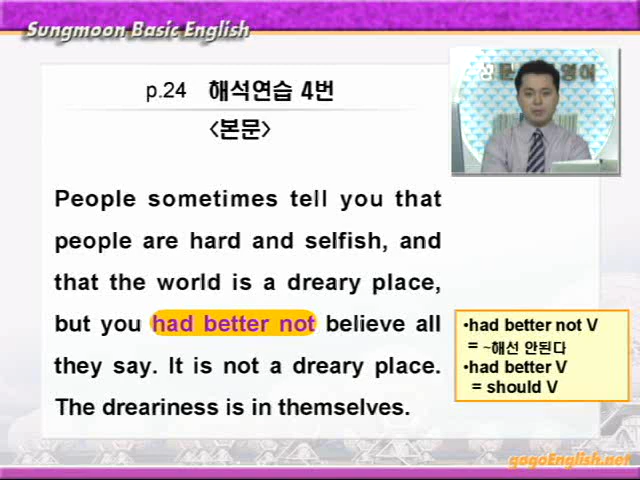 Sungmoon Basic English
p.24 해석연습 4번
<본문>
People sometimes tell you that
people are hard and selfish, and
that the world is a dreary place,
but you had better not believe all
they say. It is not a dreary place.
The dreariness is in themselves.
•had better not V
= ~해선 안된다
•had better V
= should V
gogoEnglish.net